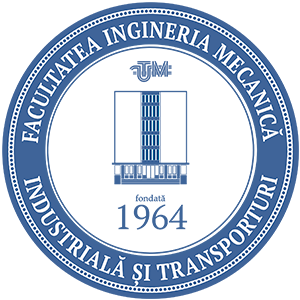 FACULTATEA INGINERIA MECANICĂ
UTM
fondată
1964
INDUSTRIALĂ ȘI TRANSPORTURI